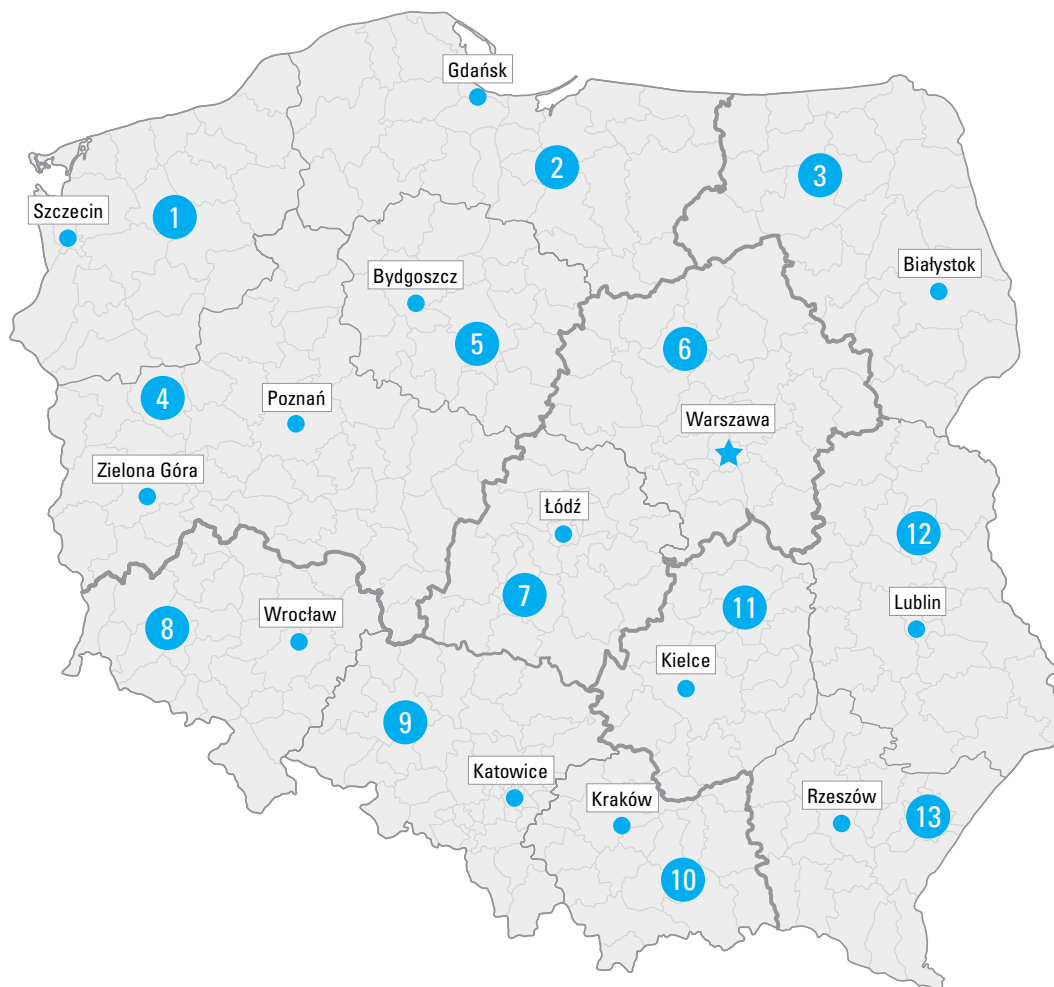 Gdańsk
2
3
Szczecin
1
Białystok
Bydgoszcz
5
6
4
Poznań
Warszawa
Zielona Góra
Łódź
12
7
11
8
Wrocław
Lublin
Kielce
9
Katowice
Kraków
Rzeszów
13
10